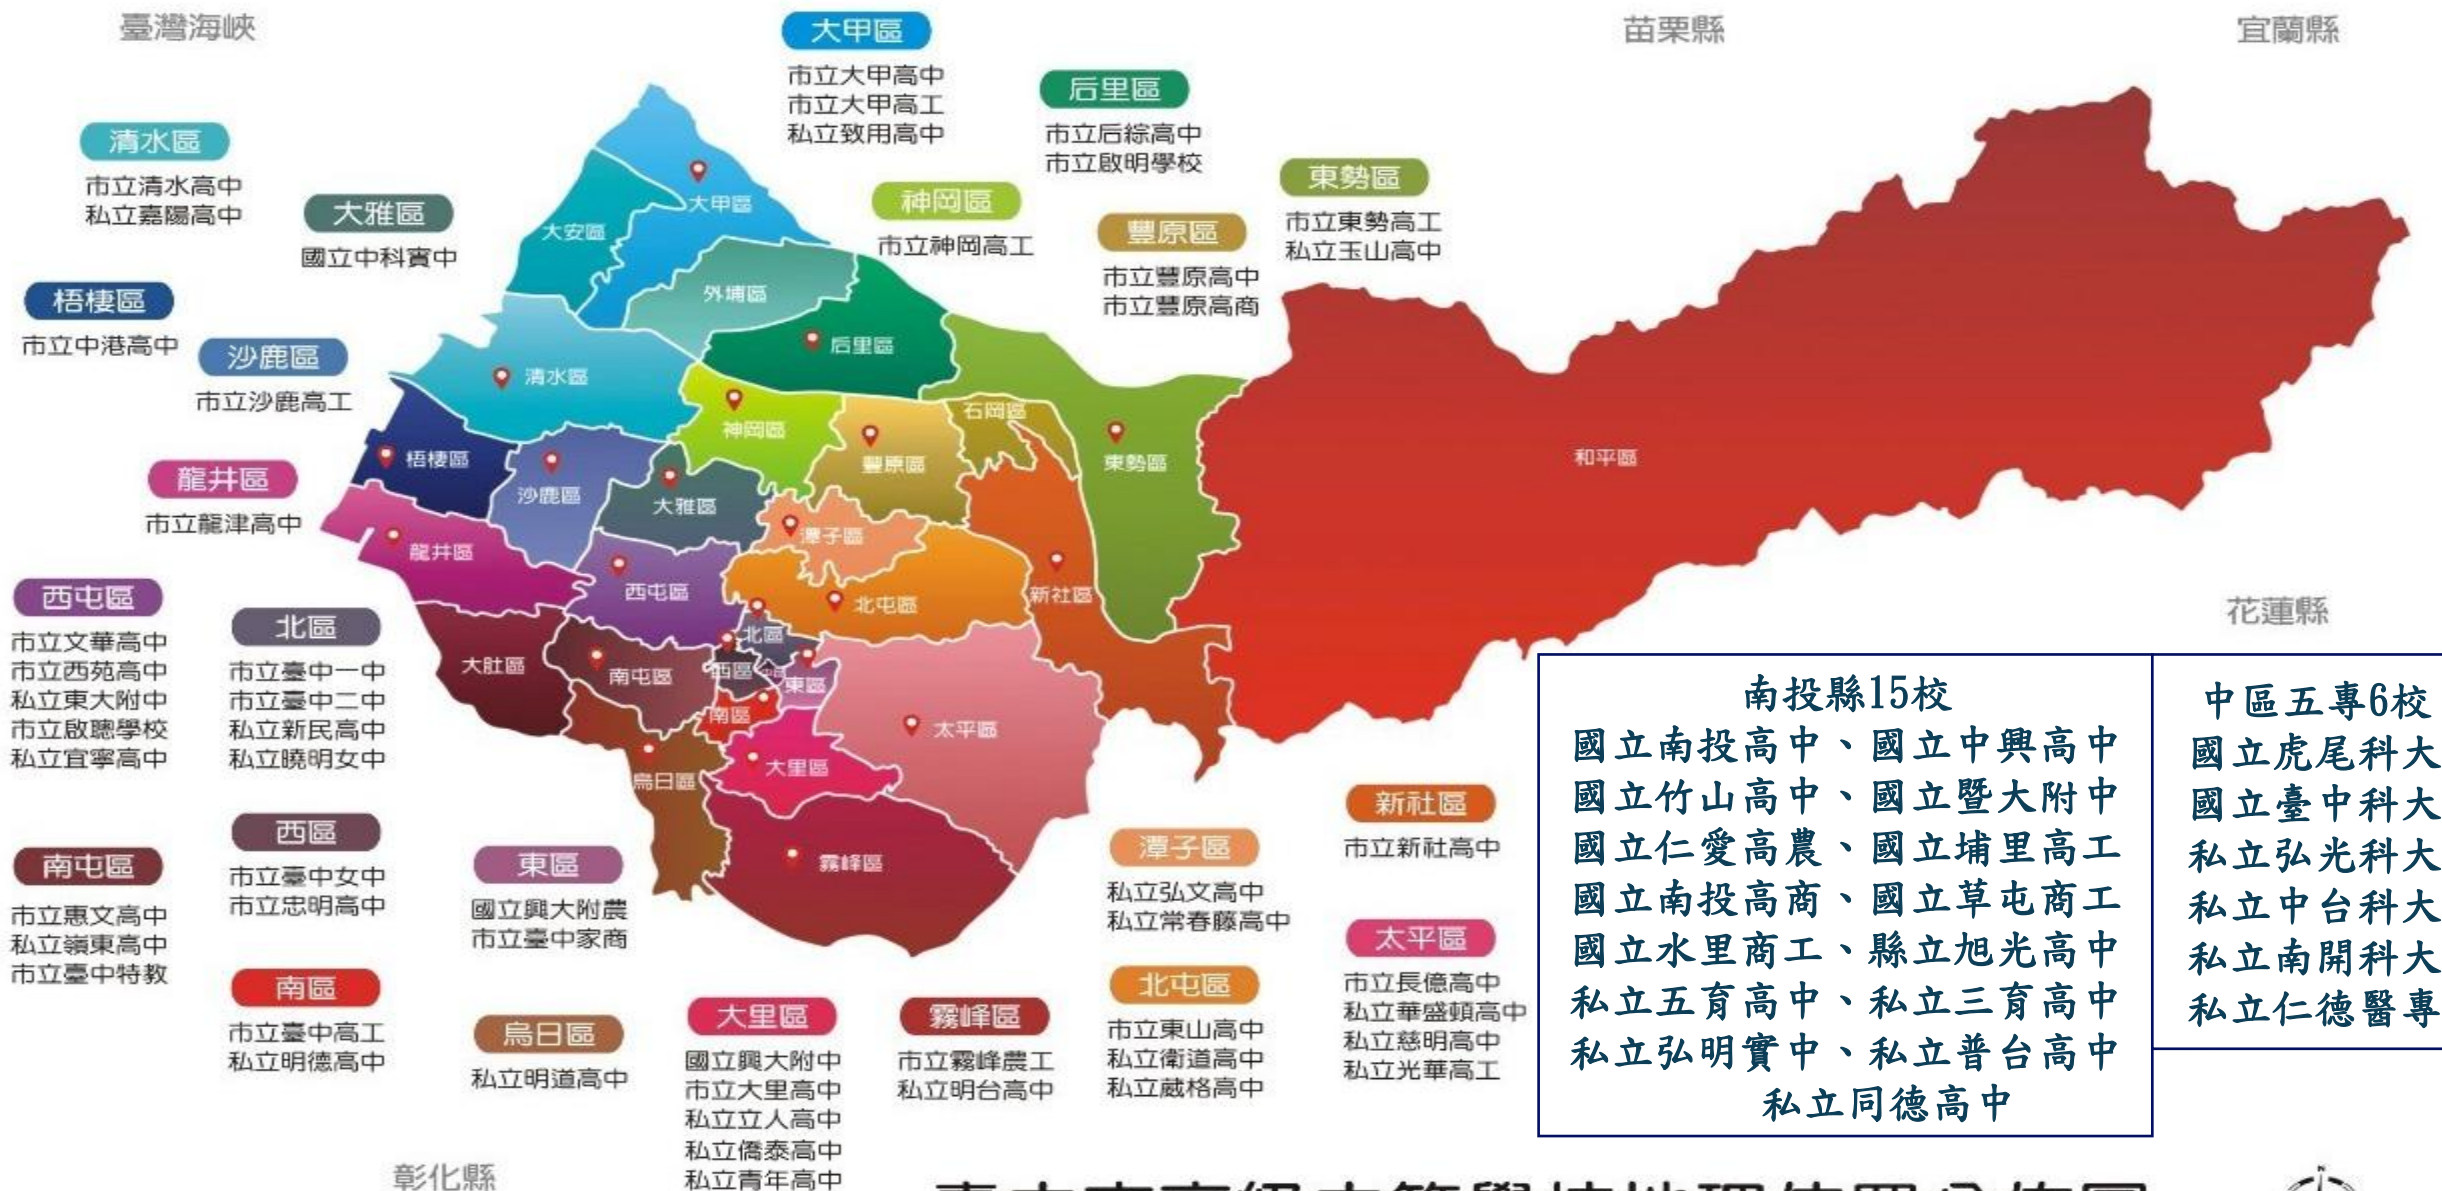 臺灣海峽
苗栗縣
宜蘭縣
大甲區
市立大甲高中
市立大甲高工
私立致用高中
后里區
市立后綜高中
市立啟明學校
清水區
市立清水高中
私立嘉陽高中
大雅區
國立中科實中
神岡區
市立神岡高工
豐原區
市立豐原高中
市立豐原高商
東勢區
市立東勢高工
私立玉山高中
梧棲區
市立中港高中
沙鹿區
市立沙鹿高工
龍井區
市立龍津高中
大甲區
大安區
外埔區
后里區
清水區
神岡區
石岡區
梧棲區
沙鹿區
大雅區
豐原區
東勢區
和平區
龍井區
潭子區
西屯區
北屯區
新社區
北區
大肚區
南屯區
西區
東區
南區
太平區
烏日區
大里區
霧峰區
花蓮縣
西屯區
市立文華高中
市立西苑高中
私立東大附中
市立啟聰學校
私立宜寧高中
北區
市立臺中一中
市立臺中二中
私立新民高中
私立曉明女中
南屯區
市立惠文高中
私立嶺東高中
市立臺中特教
西區
市立臺中女中
市立忠明高中
東區
國立興大附農
市立臺中家商
南區
市立臺中高工
私立明德高中
烏日區
私立明道高中
大里區
國立興大附中
市立大里高中
私立立人高中
私立僑泰高中
私立青年高中
霧峰區
市立霧峰農工
私立明台高中
潭子區
私立弘文高中
私立常春藤高中
北屯區
市立東山高中
私立衛道高中
私立葳格高中
新社區
市立新社高中
太平區
市立長億高中
私立華盛頓高中
私立慈明高中
私立光華高工
南投縣15校
國立南投高中、國立中興高中
國立竹山高中、國立暨大附中
國立仁愛高農、國立埔里高工
國立南投高商、國立草屯商工
國立水里商工、縣立旭光高中
私立五育高中、私立三育高中
私立弘明實中、私立普台高中
私立同德高中
中區五專6校
國立虎尾科大
國立臺中科大
私立弘光科大
私立中台科大
私立南開科大
私立仁德醫專
彰化縣
N